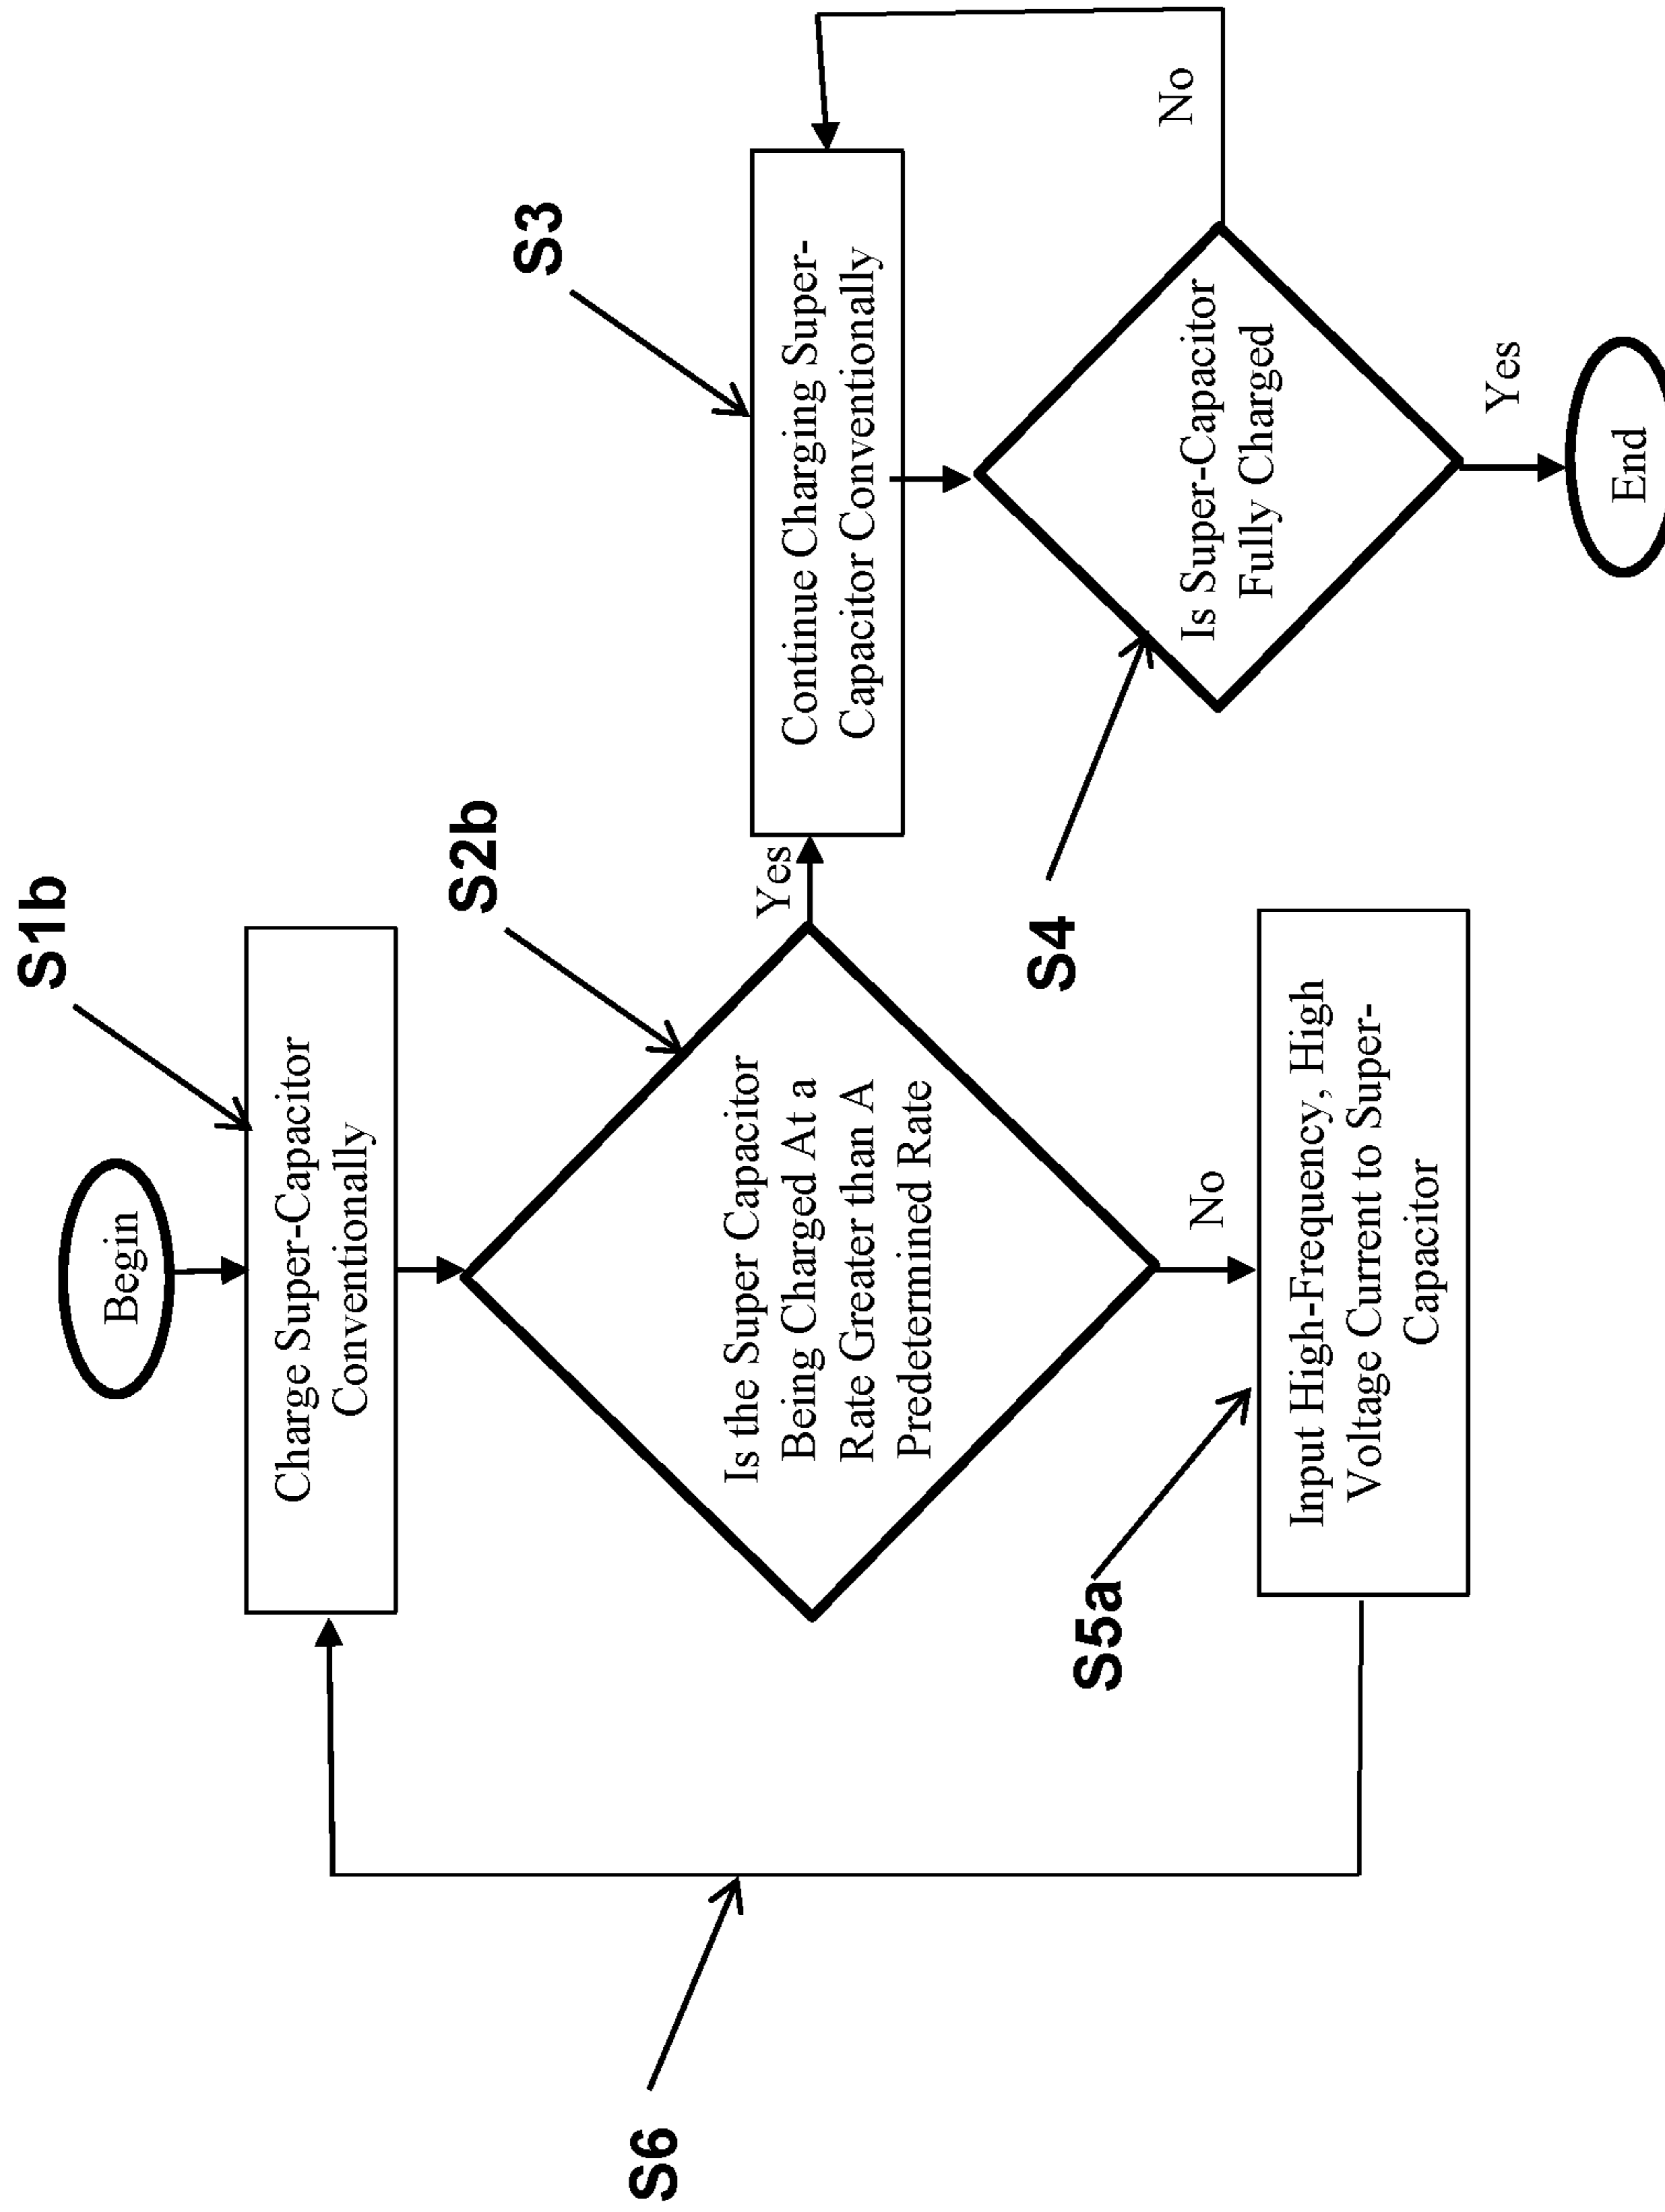 S1b
Begin
Charge Super-Capacitor
Conventionally
S2b
Is the Super Capacitor
Being Charged At a
Rate Greater than A
Predetermined Rate
Yes
No
S3
Continue Charging Super-
Capacitor Conventionally
S4
Is Super-Capacitor
Fully Charged
No
Yes
End
S5a
Input High-Frequency, High
Voltage Current to Super-
Capacitor
S6